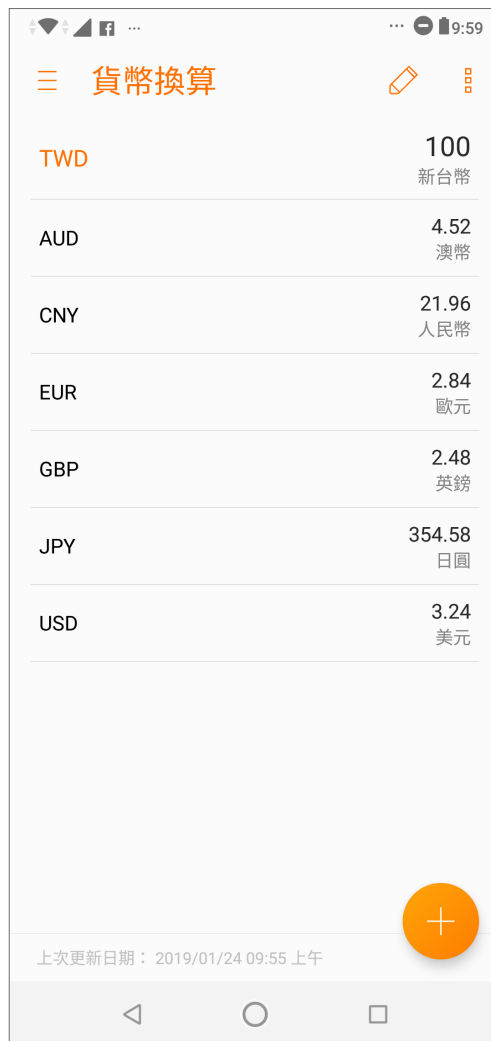 9:59
貨幣換算
TWD
100
新台幣
AUD
4.52
澳幣
CNY
21.96
人民幣
EUR
2.84
歐元
GBP
2.48
英鎊
JPY
354.58
日圓
USD
3.24
美元
上次更新日期： 2019/01/24 09:55 上午